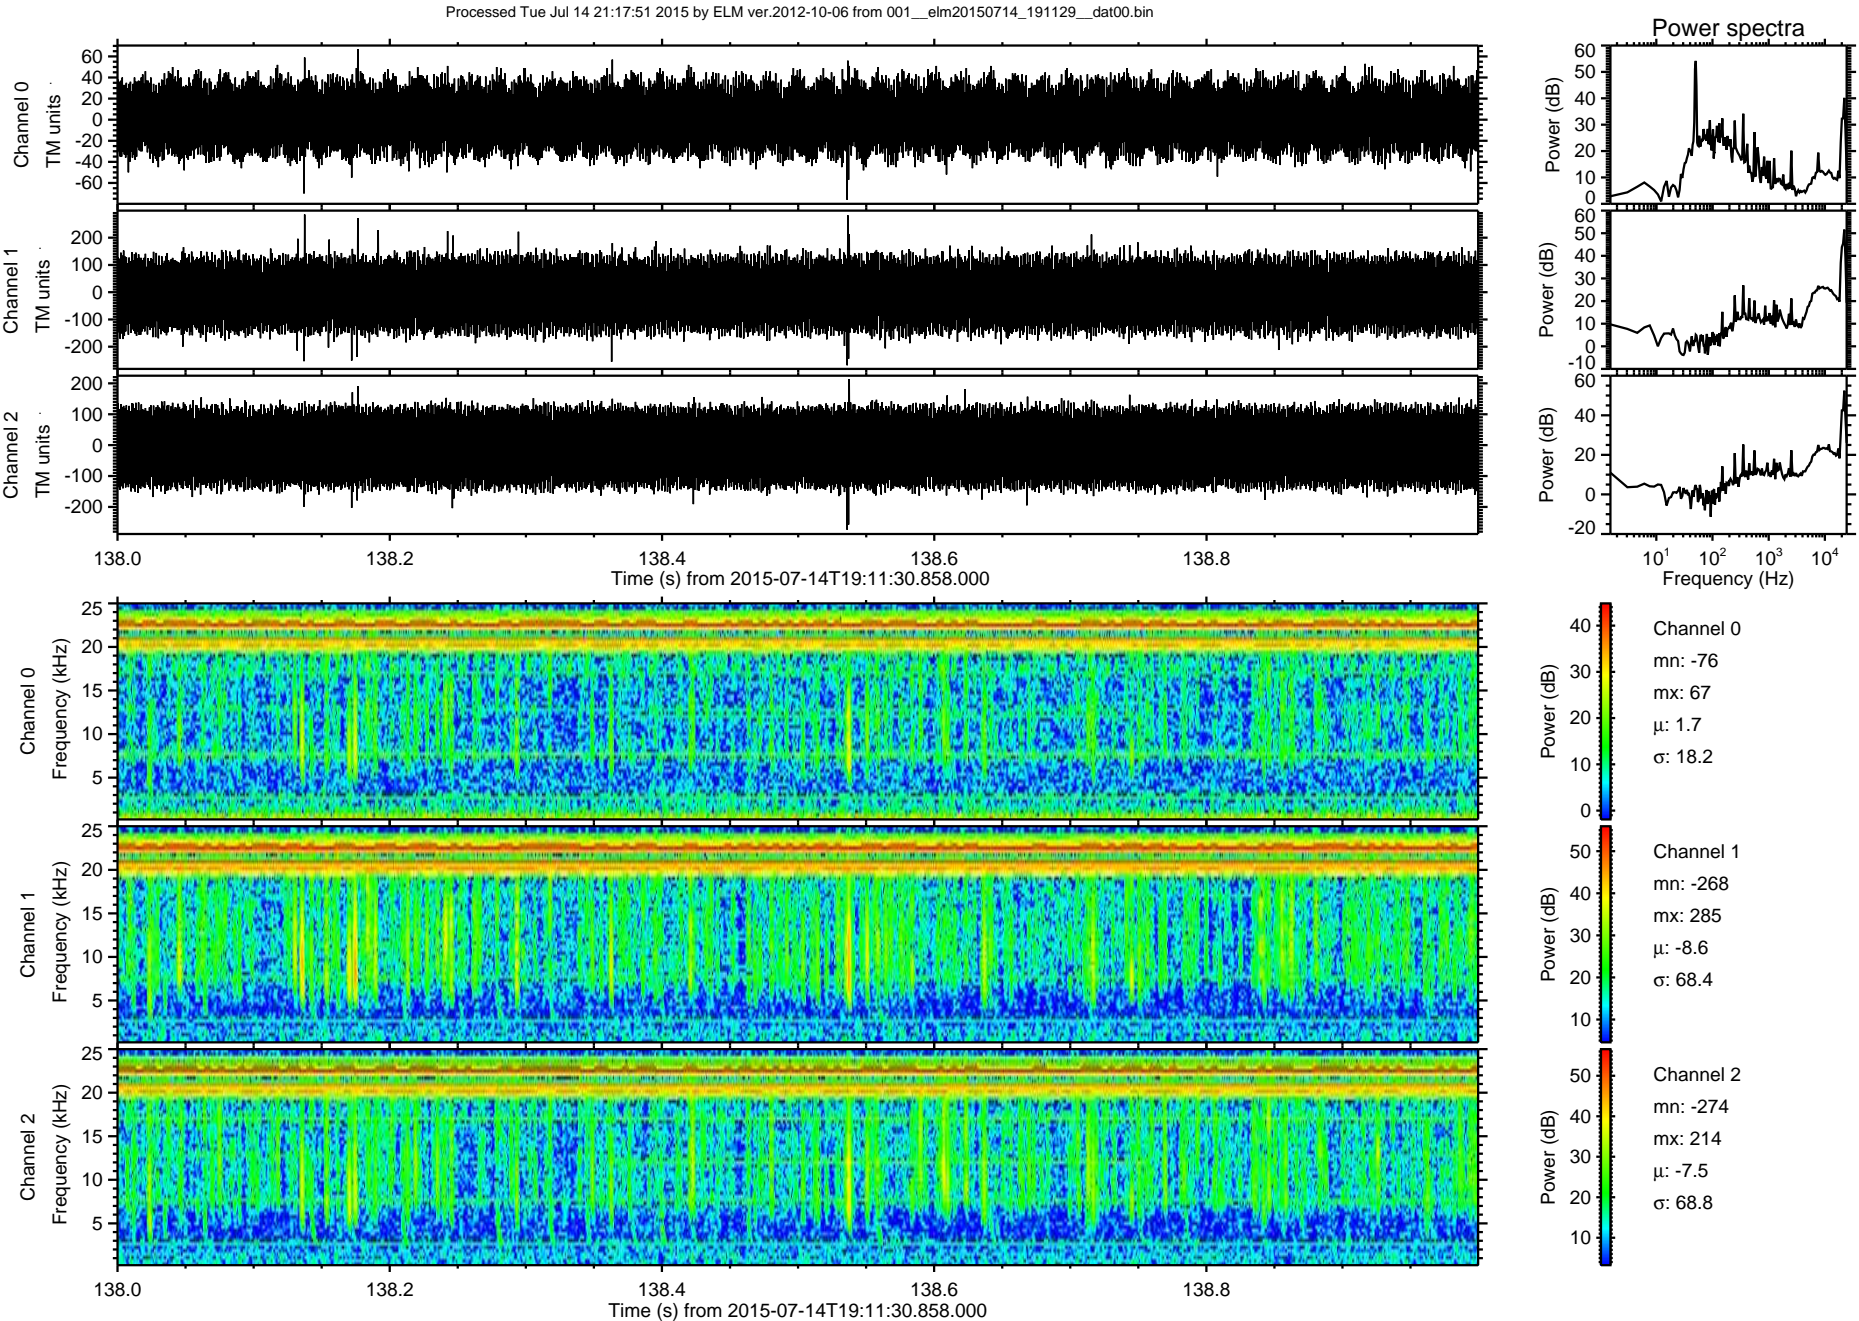 Processed Tue Jul 14 21:17:51 2015 by ELM ver.2012-10-06 from 001__elm20150714_191129__dat00.bin
Power spectra
Channel 0
TM units
60
40
20
0
-20
-40
-60
Power (dB)
60
50
40
30
20
10
0
Channel 1
TM units
200
100
0
-100
-200
Power (dB)
60
50
40
30
20
10
0
-10
Channel 2
TM units
200
100
0
-100
-200
Power (dB)
60
40
20
0
-20
138.0 138.2 138.4 138.6 138.8
Time (s) from 2015-07-14T19:11:30.858.000
10^1 10^2 10^3 10^4
Frequency (Hz)
Channel 0
Frequency (kHz)
25
20
15
10
5
Power (dB)
40
30
20
10
0
Channel 0
mn: -76
mx: 67
μ: 1.7
σ: 18.2
Channel 1
Frequency (kHz)
25
20
15
10
5
Power (dB)
50
40
30
20
10
Channel 1
mn: -268
mx: 285
μ: -8.6
σ: 68.4
Channel 2
Frequency (kHz)
25
20
15
10
5
Power (dB)
50
40
30
20
10
Channel 2
mn: -274
mx: 214
μ: -7.5
σ: 68.8
138.0 138.2 138.4 138.6 138.8
Time (s) from 2015-07-14T19:11:30.858.000